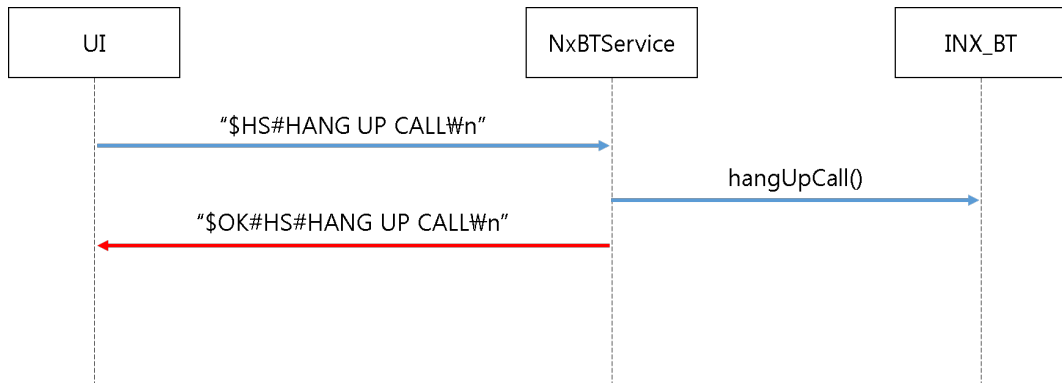 UI
NxBTService
INX_BT
“$HS#HANG UP CALL₩n”
hangUpCall()
“$OK#HS#HANG UP CALL₩n”